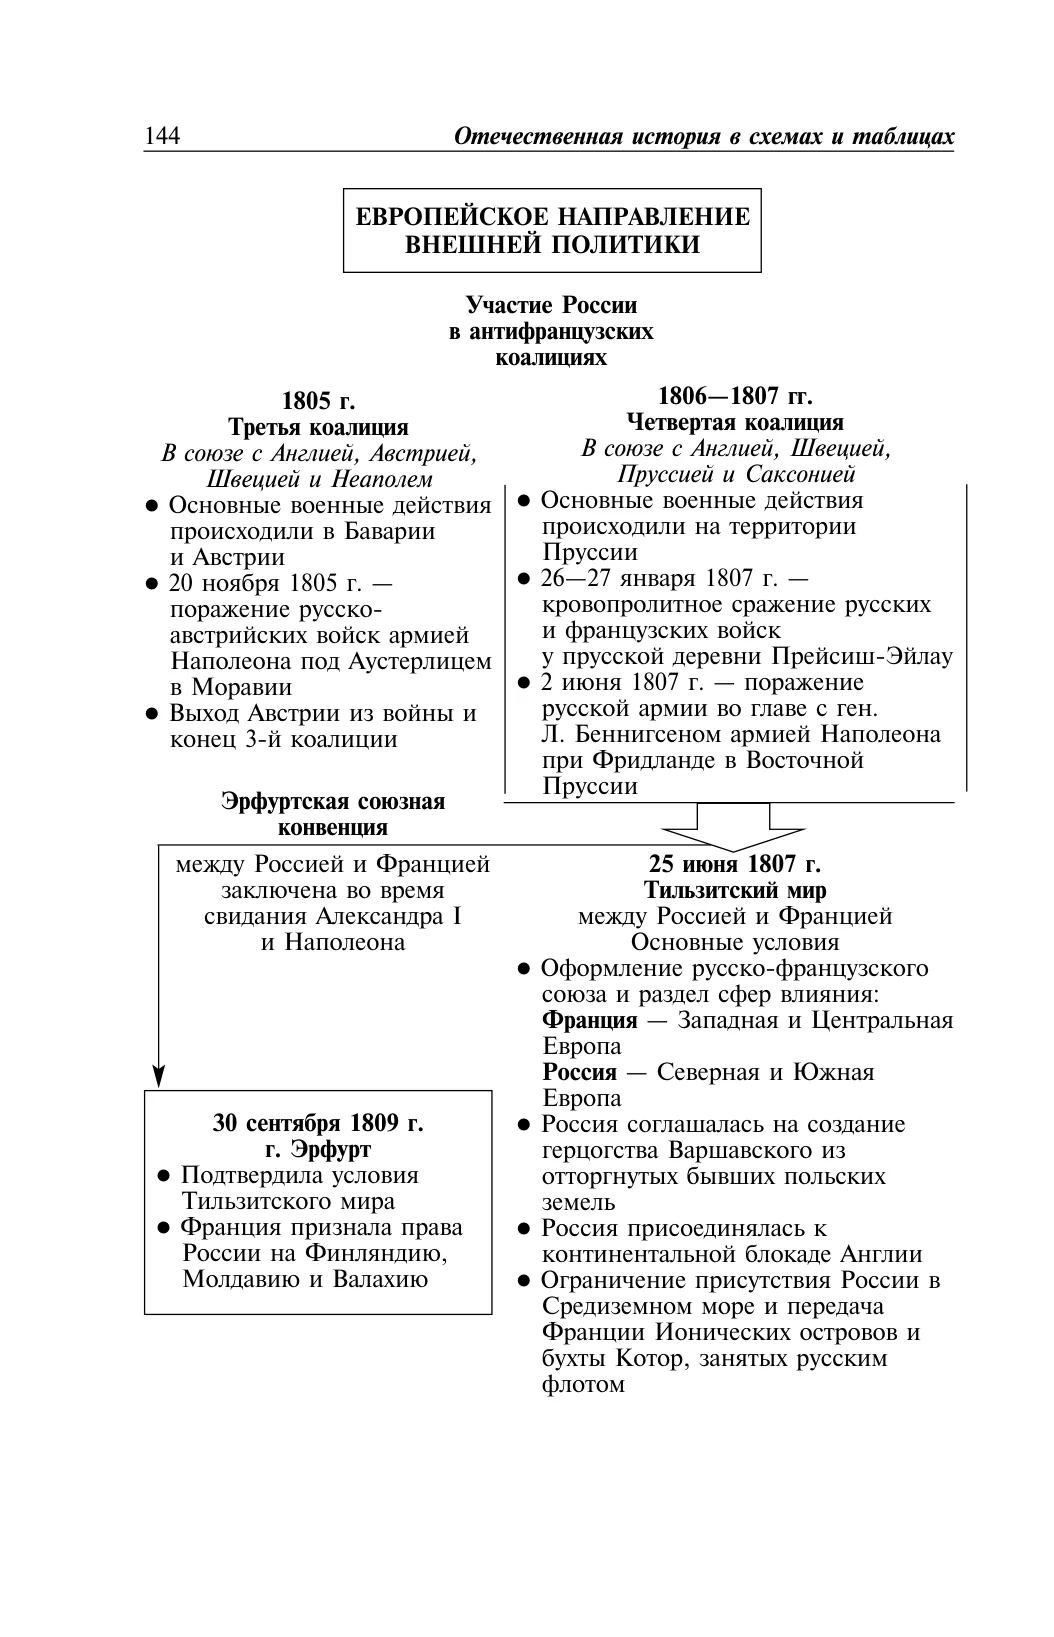 144
Отечественная история в схемах и таблицах
ЕВРОПЕЙСКОЕ НАПРАВЛЕНИЕ
ВНЕШНЕЙ ПОЛИТИКИ
Участие России
в антифранцузских
коалициях
1805 г.
Третья коалиция
В союзе с Англией, Австрией,
Швецией и Неаполем
● Основные военные действия
происходили в Баварии
и Австрии
● 20 ноября 1805 г. —
поражение русско-
австрийских войск армией
Наполеона под Аустерлицем
в Моравии
● Выход Австрии из войны и
конец 3-й коалиции
1806—1807 гг.
Четвертая коалиция
В союзе с Англией, Швецией,
Пруссией и Саксонией
● Основные военные действия
происходили на территории
Пруссии
● 26—27 января 1807 г. —
кровопролитное сражение русских
и французских войск
у прусской деревни Прейсиш-Эйлау
● 2 июня 1807 г. — поражение
русской армии во главе с ген.
Л. Беннигсеном армией Наполеона
при Фридланде в Восточной
Пруссии
Эрфуртская союзная
конвенция
между Россией и Францией
заключена во время
свидания Александра I
и Наполеона
30 сентября 1809 г.
г. Эрфурт
● Подтвердила условия
Тильзитского мира
● Франция признала права
России на Финляндию,
Молдавию и Валахию
25 июня 1807 г.
Тильзитский мир
между Россией и Францией
Основные условия
● Оформление русско-французского
союза и раздел сфер влияния:
Франция — Западная и Центральная
Европа
Россия — Северная и Южная
Европа
● Россия соглашалась на создание
герцогства Варшавского из
отторгнутых бывших польских
земель
● Россия присоединялась к
континентальной блокаде Англии
● Ограничение присутствия России в
Средиземном море и передача
Франции Ионических островов и
бухты Котор, занятых русским
флотом